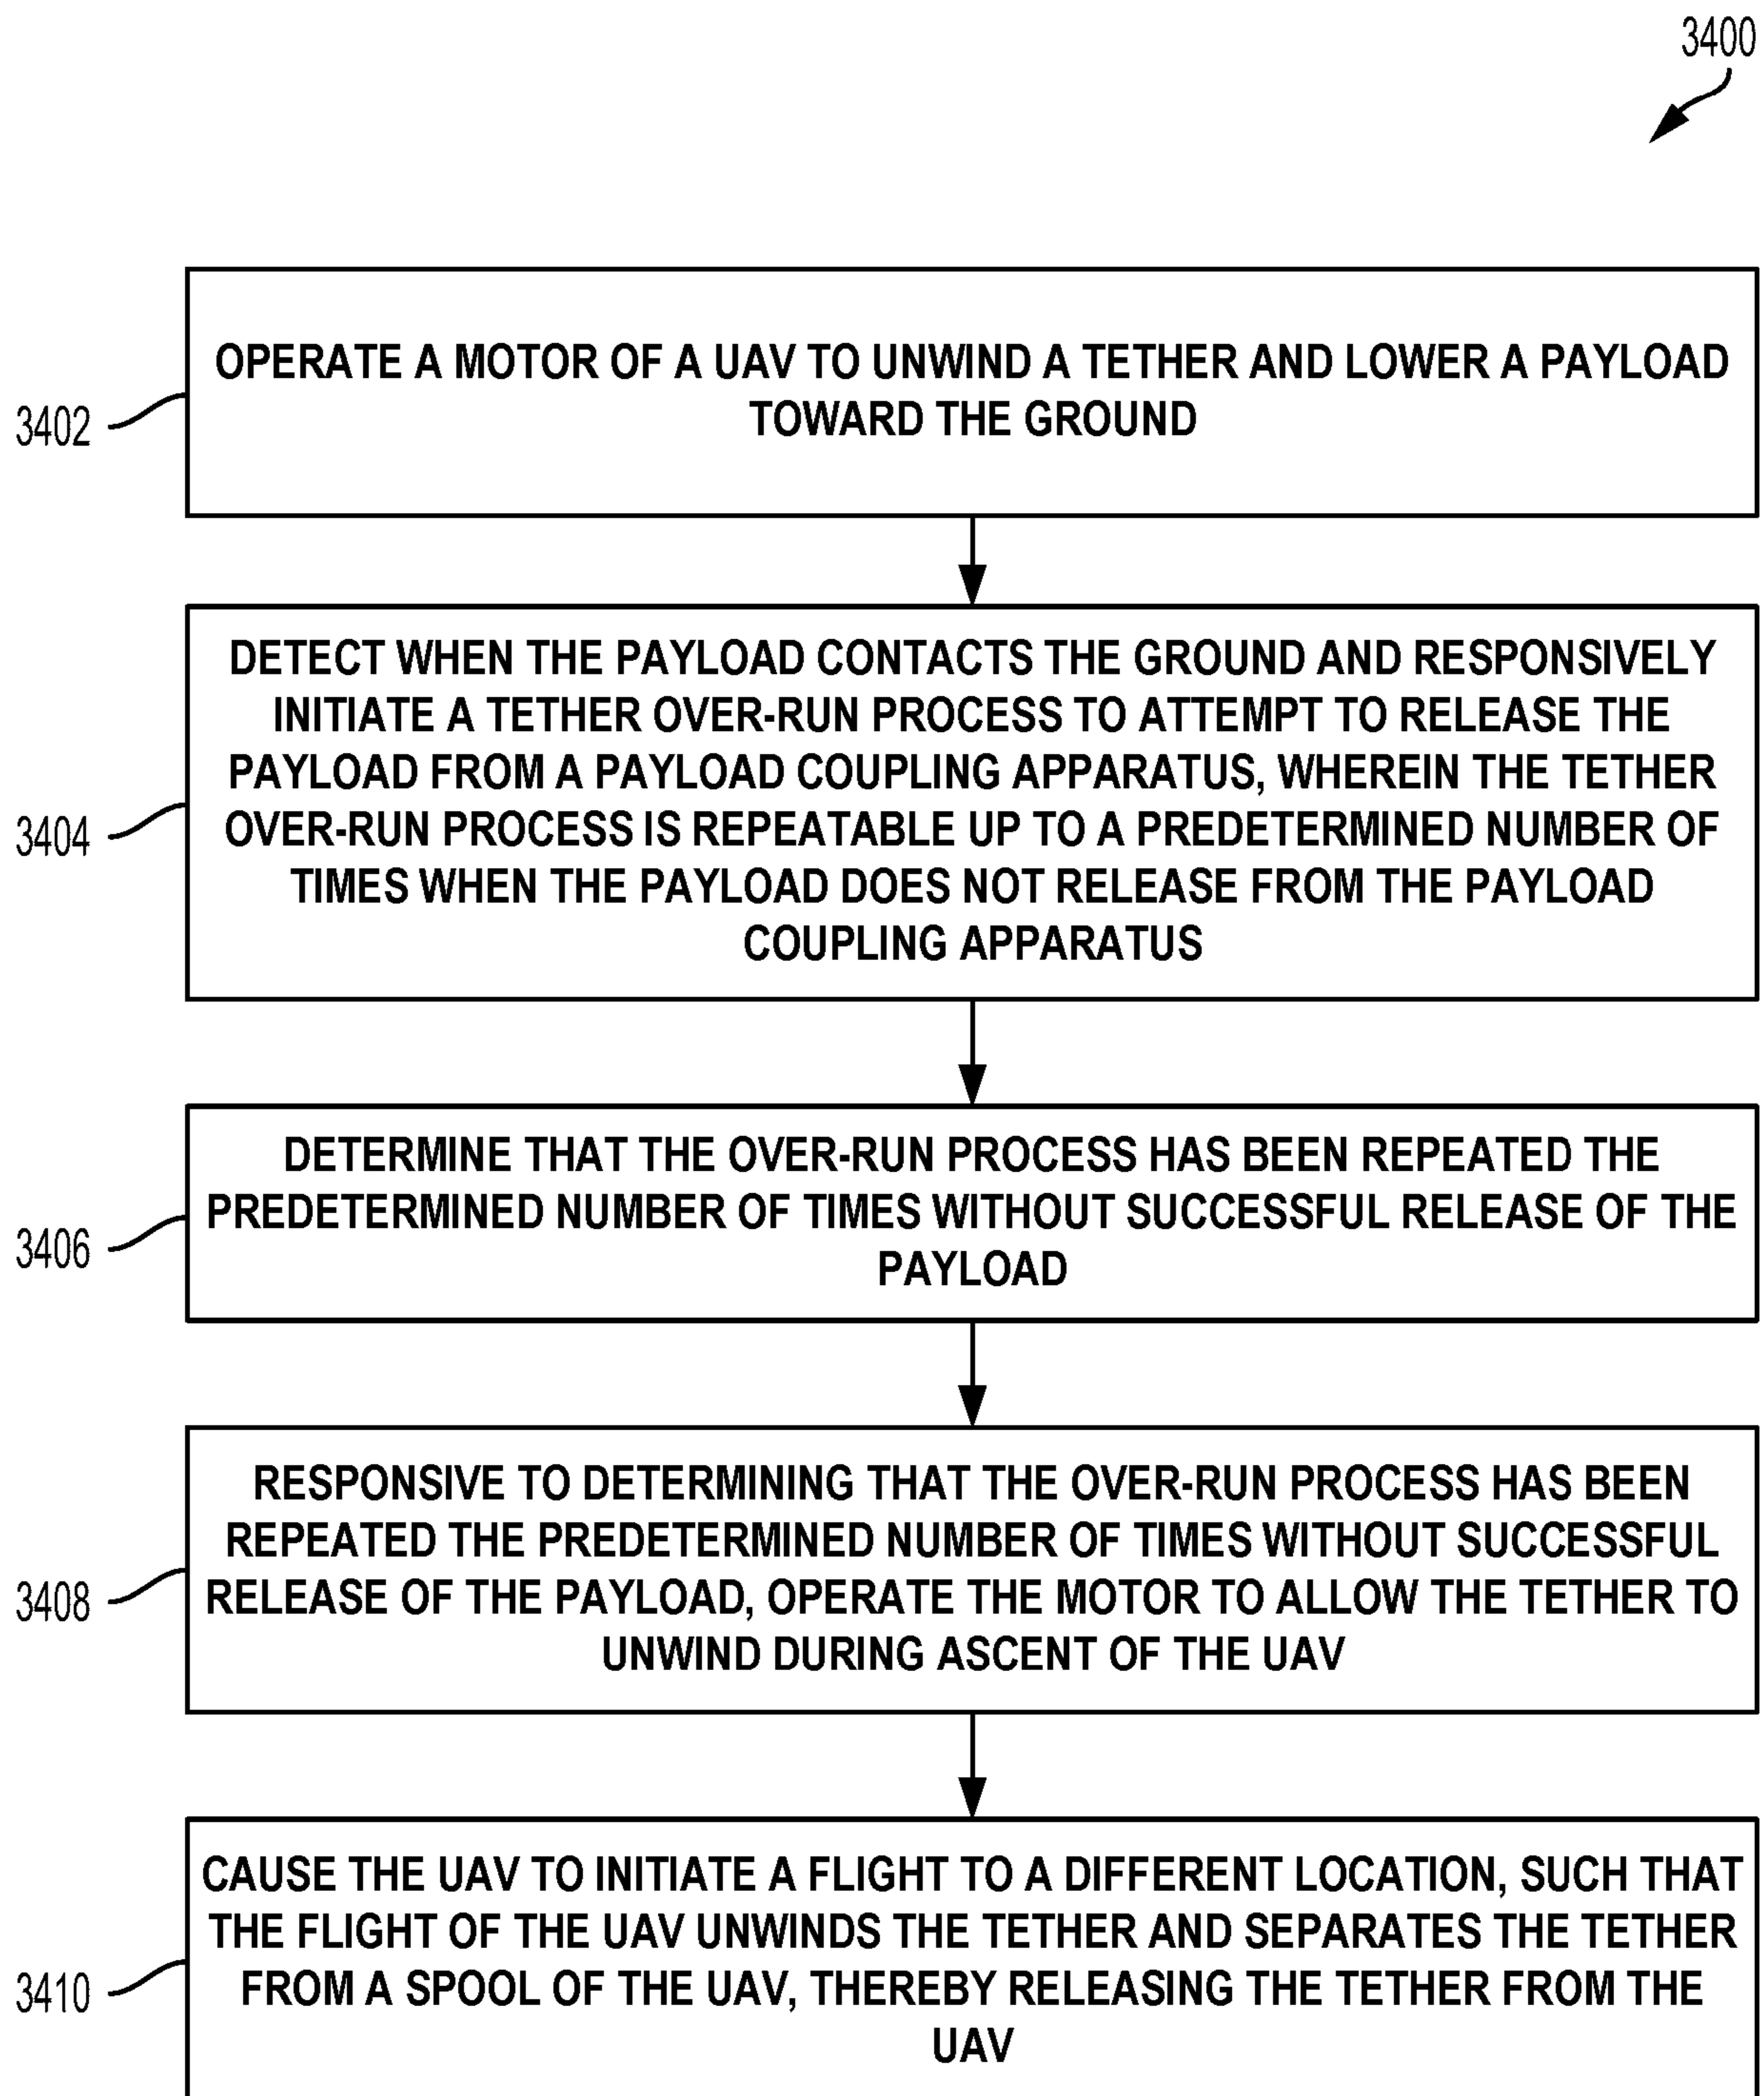 3400
OPERATE A MOTOR OF A UAV TO UNWIND A TETHER AND LOWER A PAYLOAD
TOWARD THE GROUND
3402
DETECT WHEN THE PAYLOAD CONTACTS THE GROUND AND RESPONSIVELY
INITIATE A TETHER OVER-RUN PROCESS TO ATTEMPT TO RELEASE THE
PAYLOAD FROM A PAYLOAD COUPLING APPARATUS, WHEREIN THE TETHER
OVER-RUN PROCESS IS REPEATABLE UP TO A PREDETERMINED NUMBER OF
TIMES WHEN THE PAYLOAD DOES NOT RELEASE FROM THE PAYLOAD
COUPLING APPARATUS
3404
DETERMINE THAT THE OVER-RUN PROCESS HAS BEEN REPEATED THE
PREDETERMINED NUMBER OF TIMES WITHOUT SUCCESSFUL RELEASE OF THE
PAYLOAD
3406
RESPONSIVE TO DETERMINING THAT THE OVER-RUN PROCESS HAS BEEN
REPEATED THE PREDETERMINED NUMBER OF TIMES WITHOUT SUCCESSFUL
RELEASE OF THE PAYLOAD, OPERATE THE MOTOR TO ALLOW THE TETHER TO
UNWIND DURING ASCENT OF THE UAV
3408
CAUSE THE UAV TO INITIATE A FLIGHT TO A DIFFERENT LOCATION, SUCH THAT
THE FLIGHT OF THE UAV UNWINDS THE TETHER AND SEPARATES THE TETHER
FROM A SPOOL OF THE UAV, THEREBY RELEASING THE TETHER FROM THE
UAV
3410